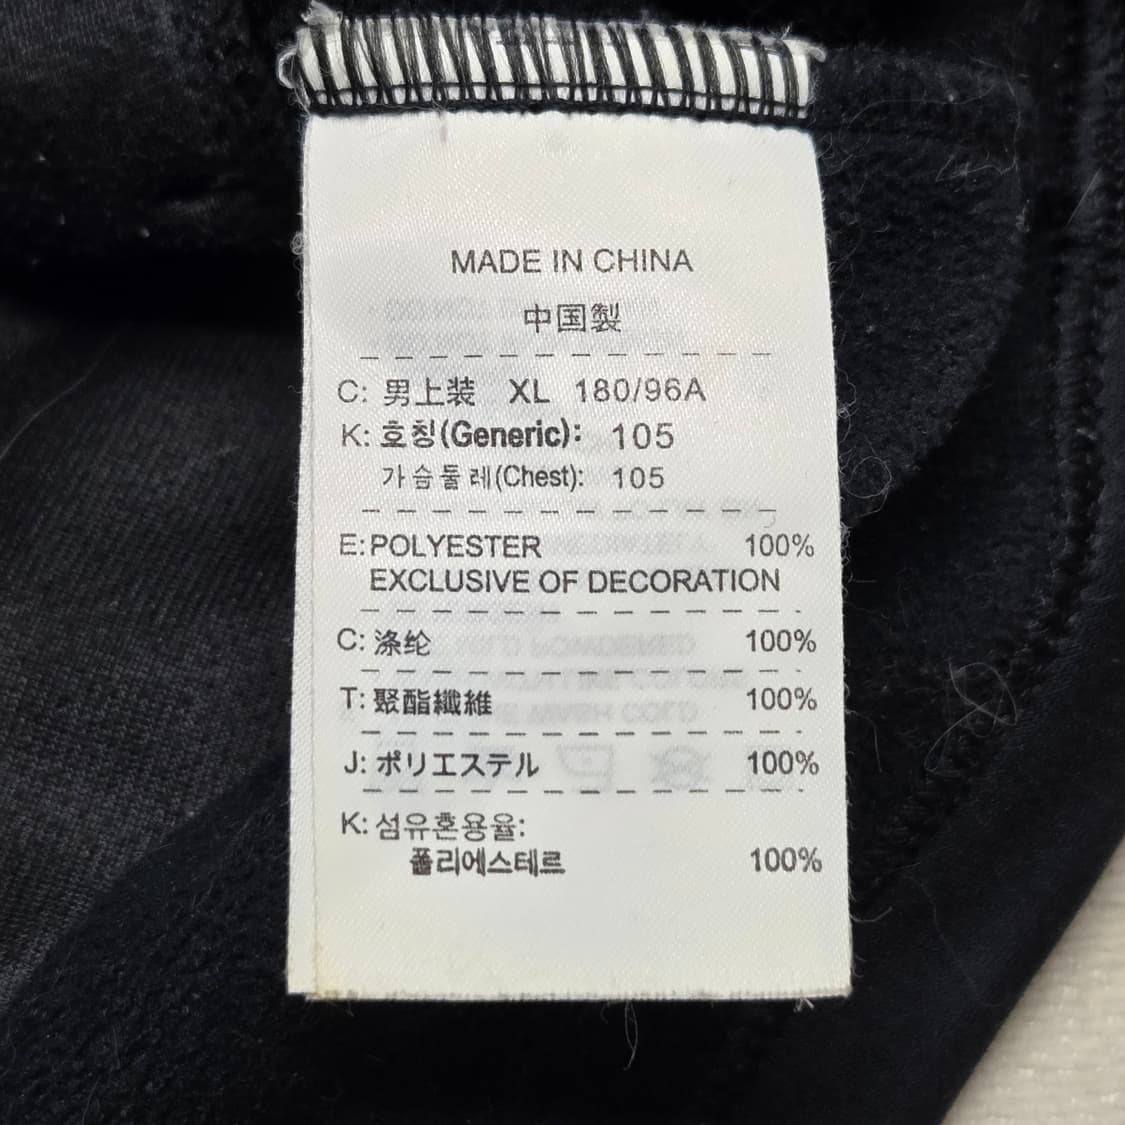 MADE IN CHINA
中国製
C: 男上装 XL 180/96A
K: 호칭(Generic): 105
가슴둘레(Chest): 105
E: POLYESTER 100%
EXCLUSIVE OF DECORATION
C: 涤纶 100%
T: 聚酯纖維 100%
J: ポリエステル 100%
K: 섬유혼용율:
폴리에스테르 100%